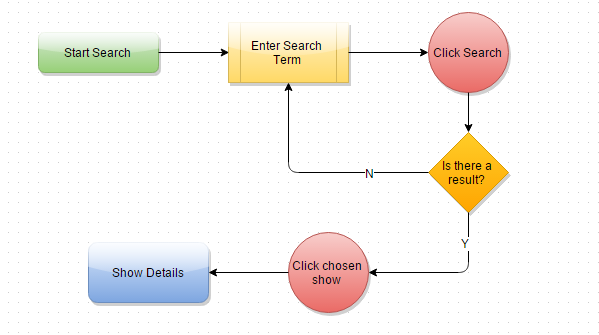 Start Search
Enter Search
Term
Click Search
Is there a
result?
N
Y
Click chosen
show
Show Details